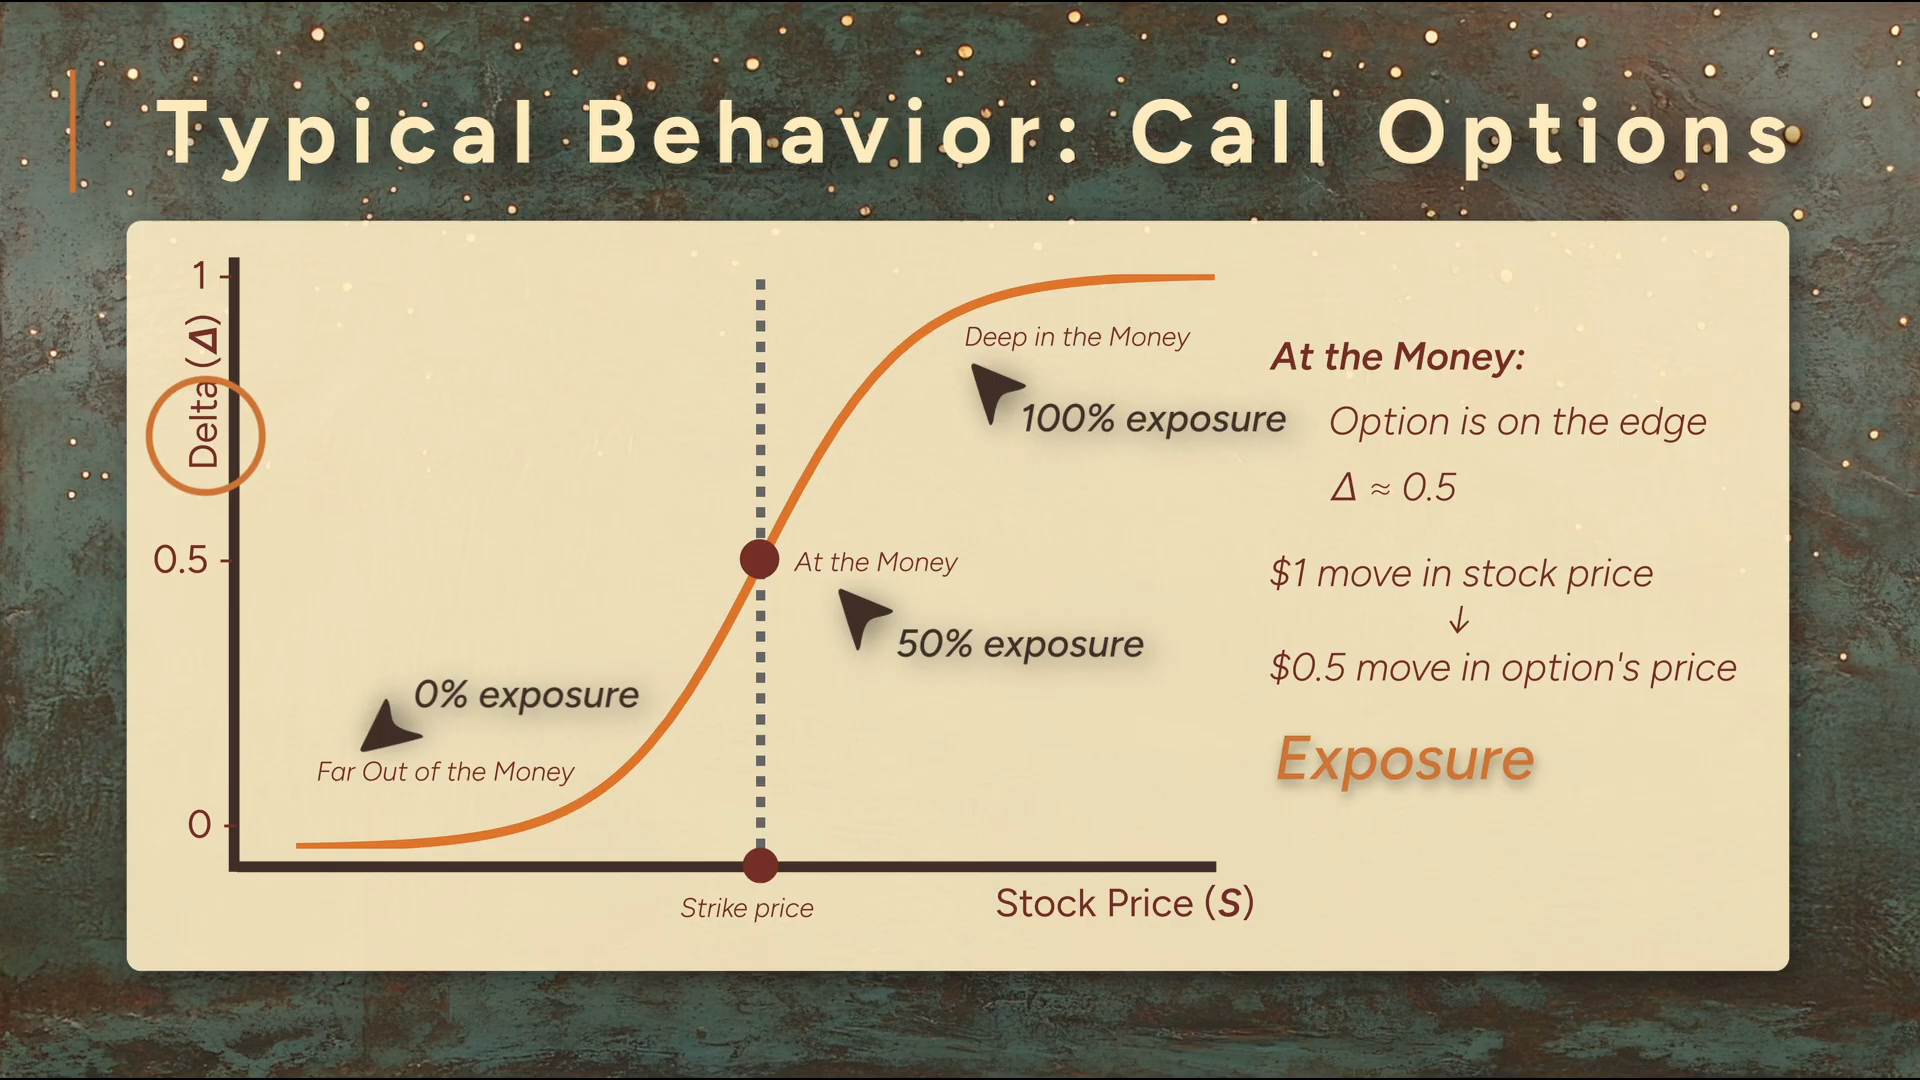 Typical Behavior: Call Options
1
Delta (Δ)
0.5
0
Deep in the Money
100% exposure
At the Money
50% exposure
0% exposure
Far Out of the Money
Strike price
Stock Price (S)
At the Money:
Option is on the edge
Δ ≈ 0.5
$1 move in stock price
↓
$0.5 move in option's price
Exposure